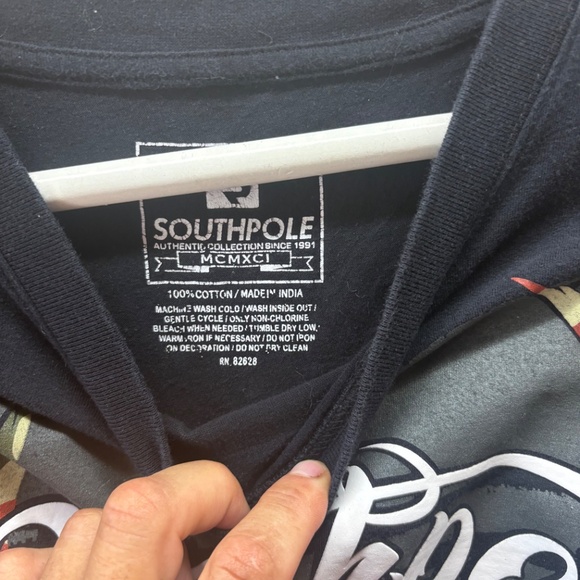 SOUTHPOLE
AUTHENTIC COLLECTION SINCE 1991
MCMXCI
100% COTTON / MADE IN INDIA
MACHINE WASH COLD / WASH INSIDE OUT /
GENTLE CYCLE / ONLY NON-CHLORINE
BLEACH WHEN NEEDED / TUMBLE DRY LOW,
WARM IRON IF NECESSARY / DO NOT IRON
ON DECORATION / DO NOT DRY CLEAN
RN. 82628